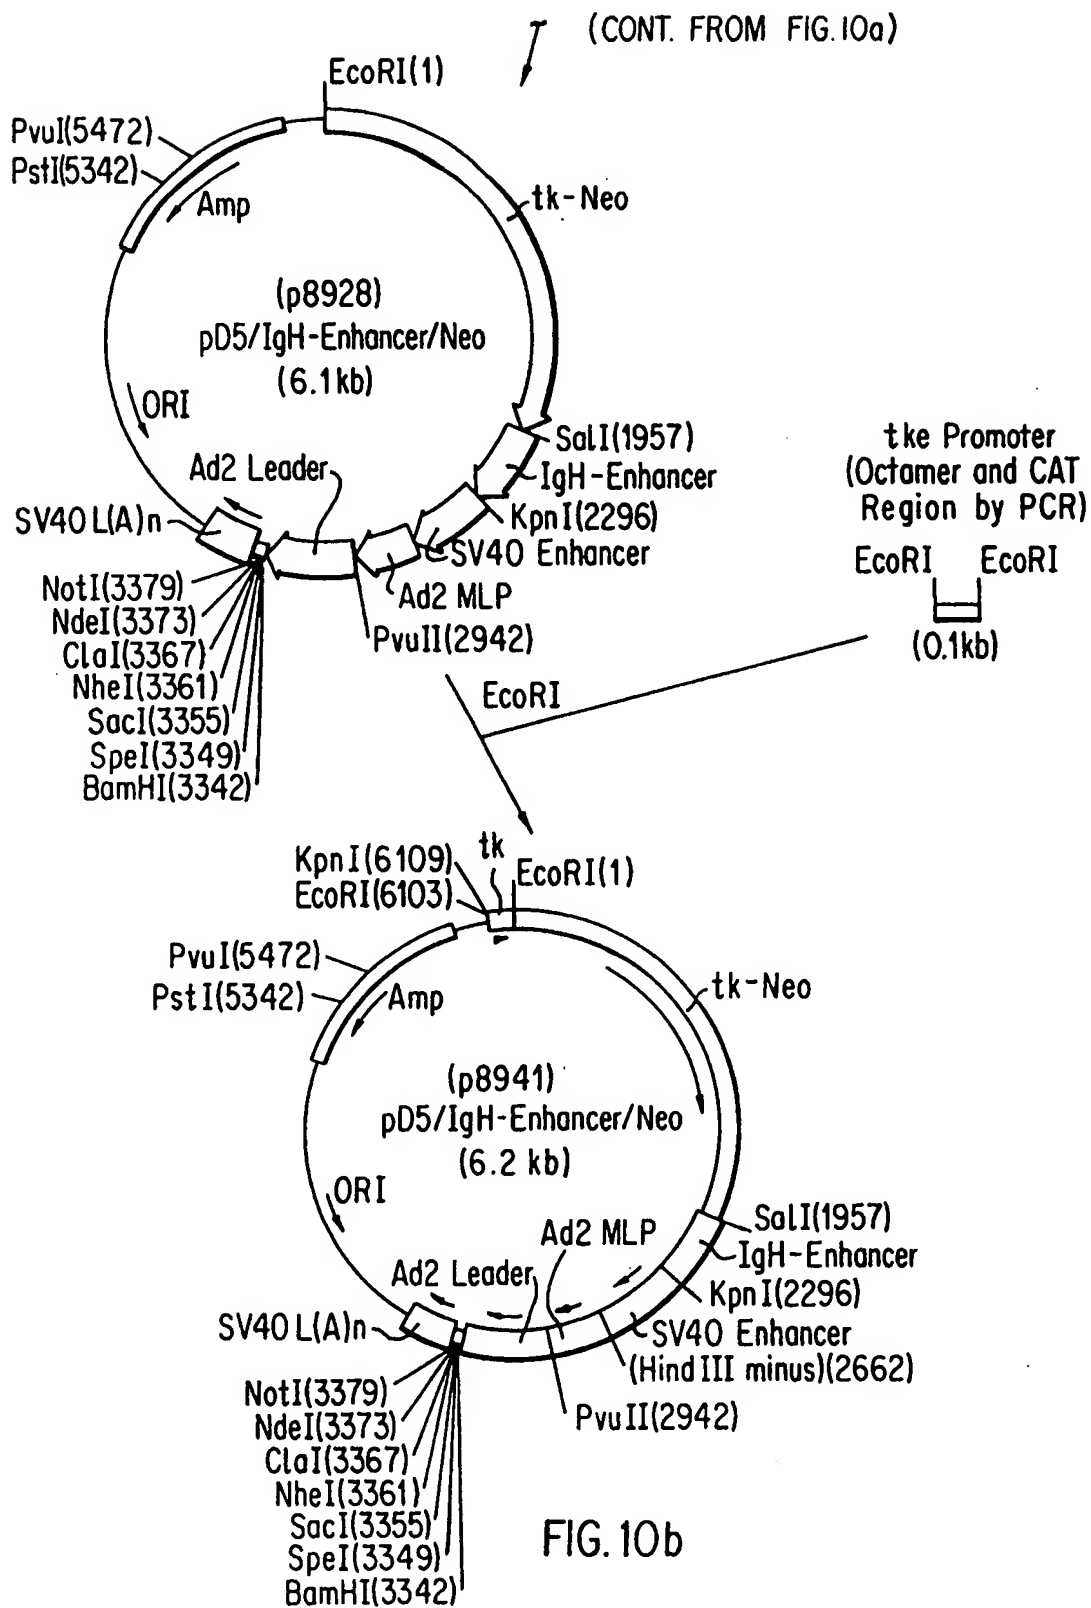 (CONT. FROM FIG. 10a)
EcoRI(1)
PvuI(5472)
PstI(5342)
Amp
tk-Neo
(p8928)
pD5/IgH-Enhancer/Neo
(6.1kb)
ORI
SalI(1957)
IgH-Enhancer
KpnI(2296)
SV40 Enhancer
Ad2 Leader
SV40 L(A)n
Ad2 MLP
PvuII(2942)
NotI(3379)
NdeI(3373)
ClaI(3367)
NheI(3361)
SacI(3355)
SpeI(3349)
BamHI(3342)
tke Promoter
(Octamer and CAT
Region by PCR)
EcoRI EcoRI
(0.1kb)
EcoRI
KpnI(6109)
tk
EcoRI(6103)
EcoRI(1)
PvuI(5472)
PstI(5342)
Amp
tk-Neo
(p8941)
pD5/IgH-Enhancer/Neo
(6.2 kb)
ORI
SalI(1957)
IgH-Enhancer
KpnI(2296)
SV40 Enhancer
(Hind III minus)(2662)
Ad2 MLP
Ad2 Leader
SV40 L(A)n
PvuII(2942)
NotI(3379)
NdeI(3373)
ClaI(3367)
NheI(3361)
SacI(3355)
SpeI(3349)
BamHI(3342)
FIG. 10b